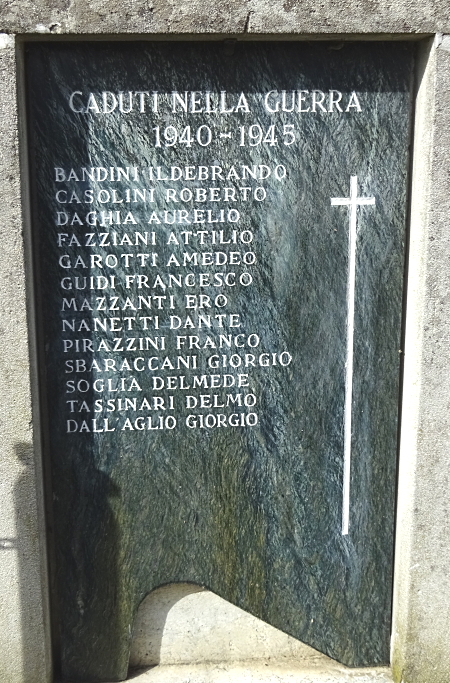 CADUTI NELLA GUERRA
1940-1945
BANDINI ILDEBRANDO
CASOLINI ROBERTO
DAGHIA AURELIO
FAZZIANI ATTILIO
GAROTTI AMEDEO
GUIDI FRANCESCO
MAZZANTI ERO
NANETTI DANTE
PIRAZZINI FRANCO
SBARACCANI GIORGIO
SOGLIA DELMEDE
TASSINARI DELMO
DALL'AGLIO GIORGIO